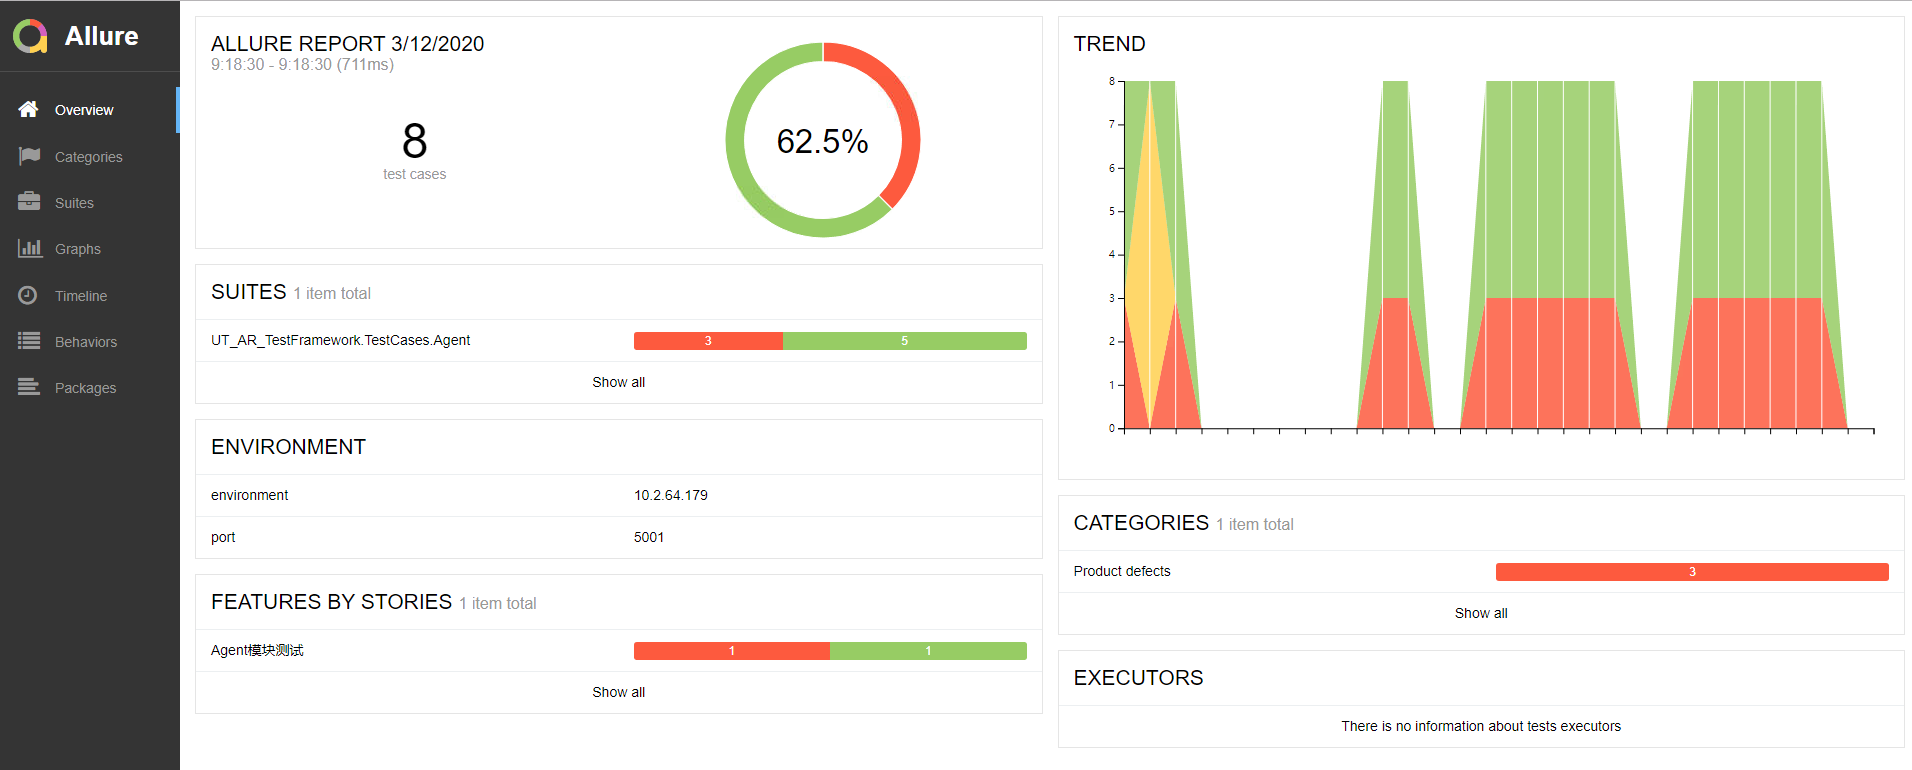 Allure
Overview
Categories
Suites
Graphs
Timeline
Behaviors
Packages
ALLURE REPORT 3/12/2020
9:18:30 - 9:18:30 (711ms)
8
test cases
62.5%
SUITES 1 item total
UT_AR_TestFramework.TestCases.Agent 3 5
Show all
ENVIRONMENT
environment 10.2.64.179
port 5001
FEATURES BY STORIES 1 item total
Agent模块测试 1 1
Show all
TREND
8
7
6
5
4
3
2
1
0
CATEGORIES 1 item total
Product defects 3
Show all
EXECUTORS
There is no information about tests executors